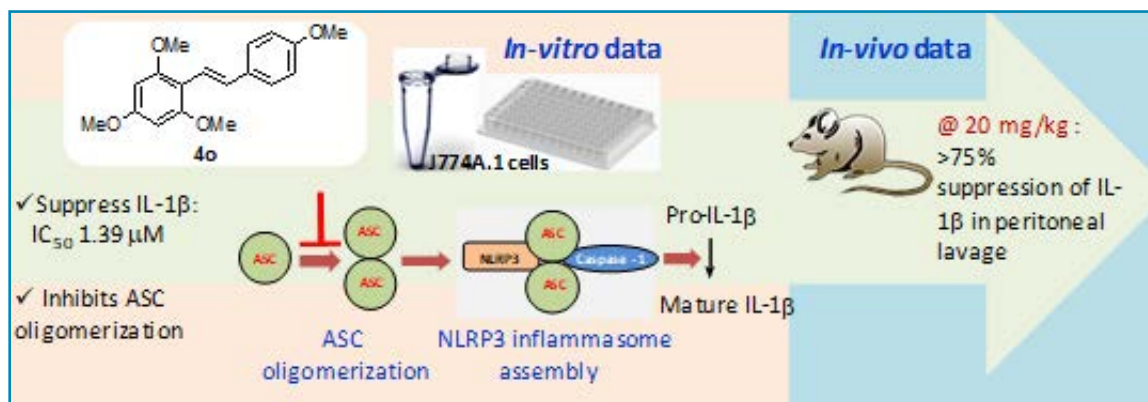 OMe
OMe
MeO
OMe
4o
In-vitro data
J774A.1 cells
In-vivo data
@ 20 mg/kg :
>75%
suppression of IL-
1β in peritoneal
lavage
✓Suppress IL-1β:
IC50 1.39 μM
✓ Inhibits ASC
oligomerization
ASC
ASC
ASC
ASC
oligomerization
NLRP3
ASC
ASC
Caspase -1
NLRP3 inflammasome
assembly
Pro-IL-1β
Mature IL-1β